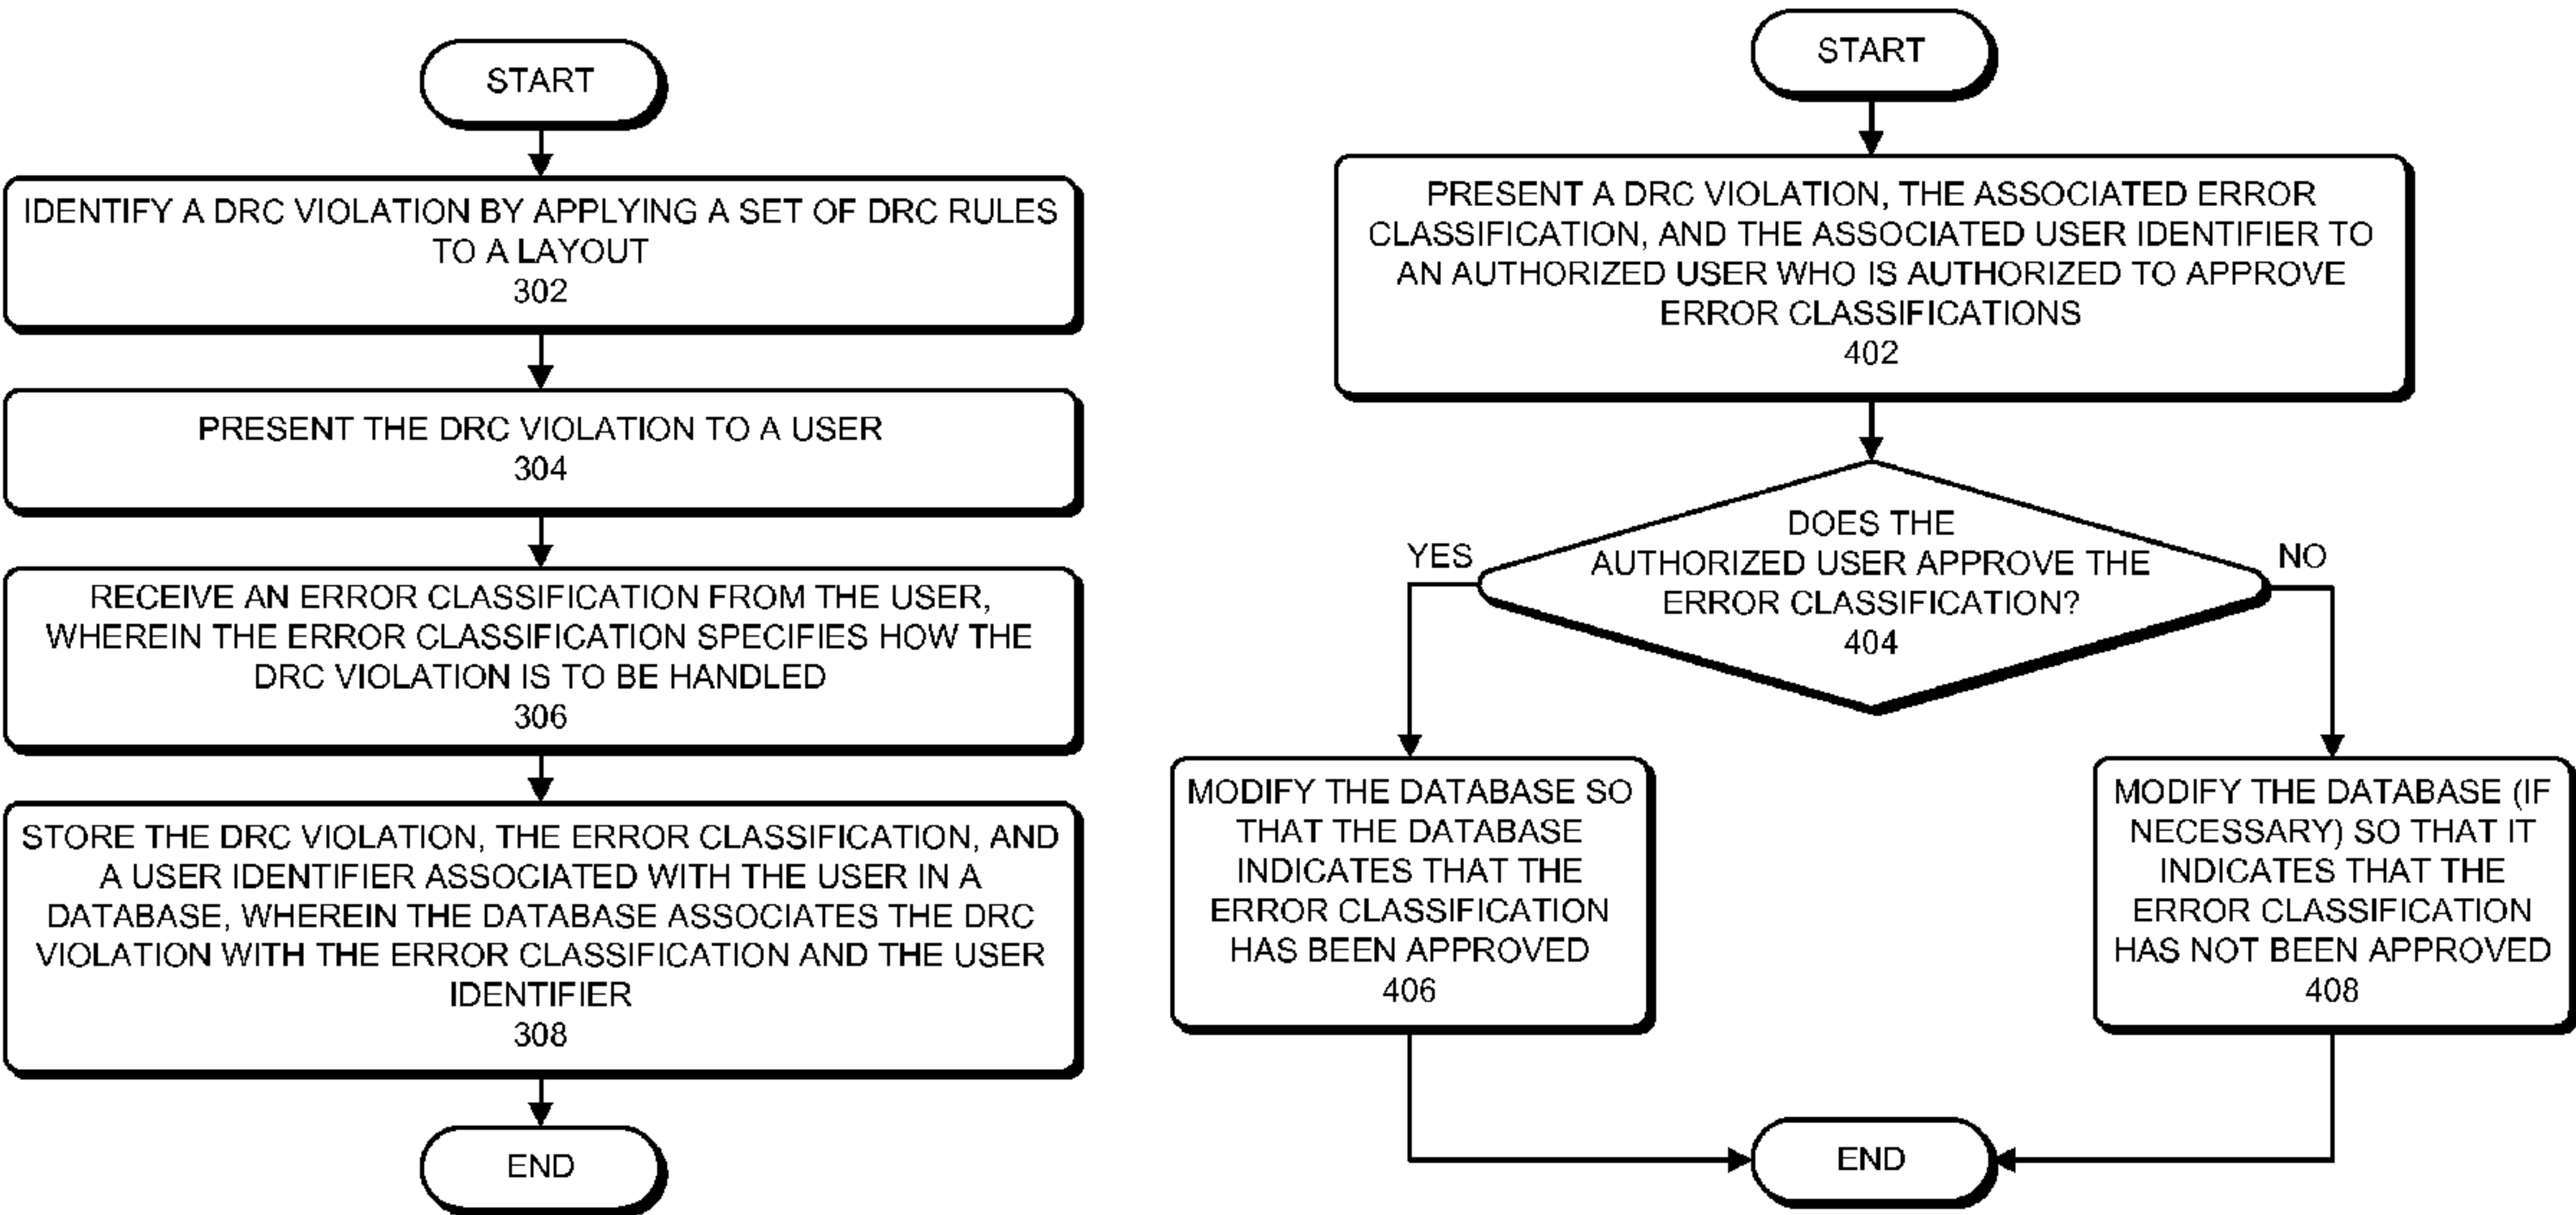 START
IDENTIFY A DRC VIOLATION BY APPLYING A SET OF DRC RULES
TO A LAYOUT
302
PRESENT THE DRC VIOLATION TO A USER
304
RECEIVE AN ERROR CLASSIFICATION FROM THE USER,
WHEREIN THE ERROR CLASSIFICATION SPECIFIES HOW THE
DRC VIOLATION IS TO BE HANDLED
306
STORE THE DRC VIOLATION, THE ERROR CLASSIFICATION, AND
A USER IDENTIFIER ASSOCIATED WITH THE USER IN A
DATABASE, WHEREIN THE DATABASE ASSOCIATES THE DRC
VIOLATION WITH THE ERROR CLASSIFICATION AND THE USER
IDENTIFIER
308
END
START
PRESENT A DRC VIOLATION, THE ASSOCIATED ERROR
CLASSIFICATION, AND THE ASSOCIATED USER IDENTIFIER TO
AN AUTHORIZED USER WHO IS AUTHORIZED TO APPROVE
ERROR CLASSIFICATIONS
402
DOES THE
AUTHORIZED USER APPROVE THE
ERROR CLASSIFICATION?
404
YES
NO
MODIFY THE DATABASE SO
THAT THE DATABASE
INDICATES THAT THE
ERROR CLASSIFICATION
HAS BEEN APPROVED
406
MODIFY THE DATABASE (IF
NECESSARY) SO THAT IT
INDICATES THAT THE
ERROR CLASSIFICATION
HAS NOT BEEN APPROVED
408
END